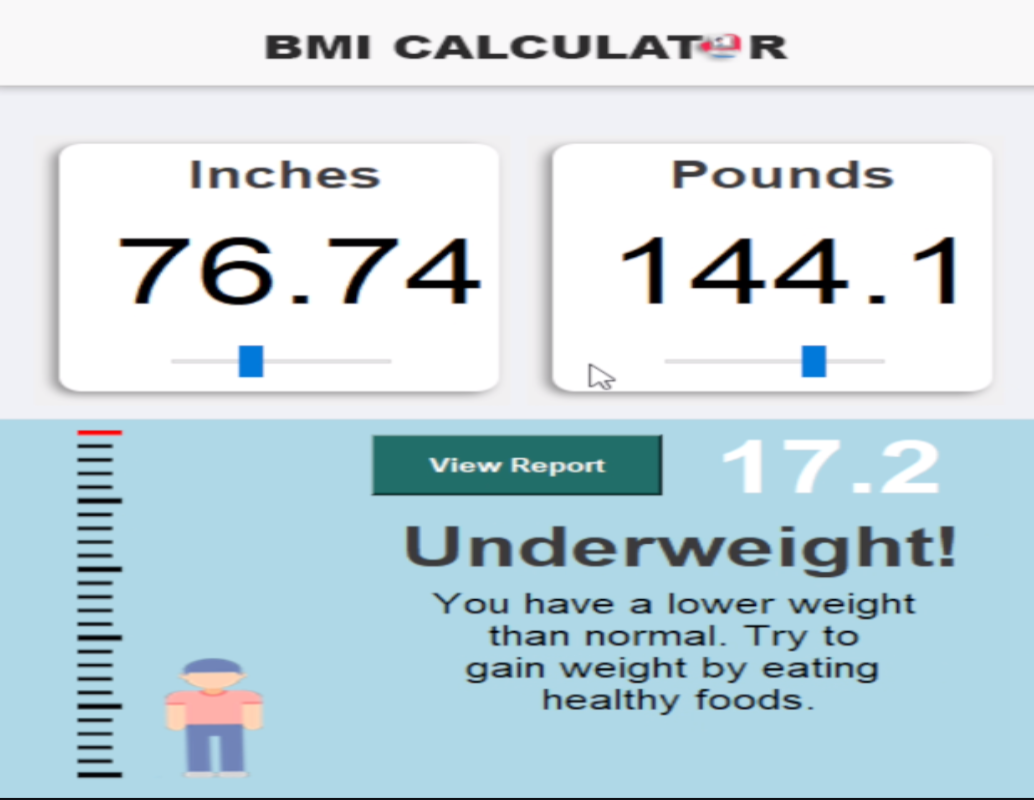 BMI CALCULAT R
Inches
Pounds
76.74
144.1
View Report
17.2
Underweight!
You have a lower weight
than normal. Try to
gain weight by eating
healthy foods.